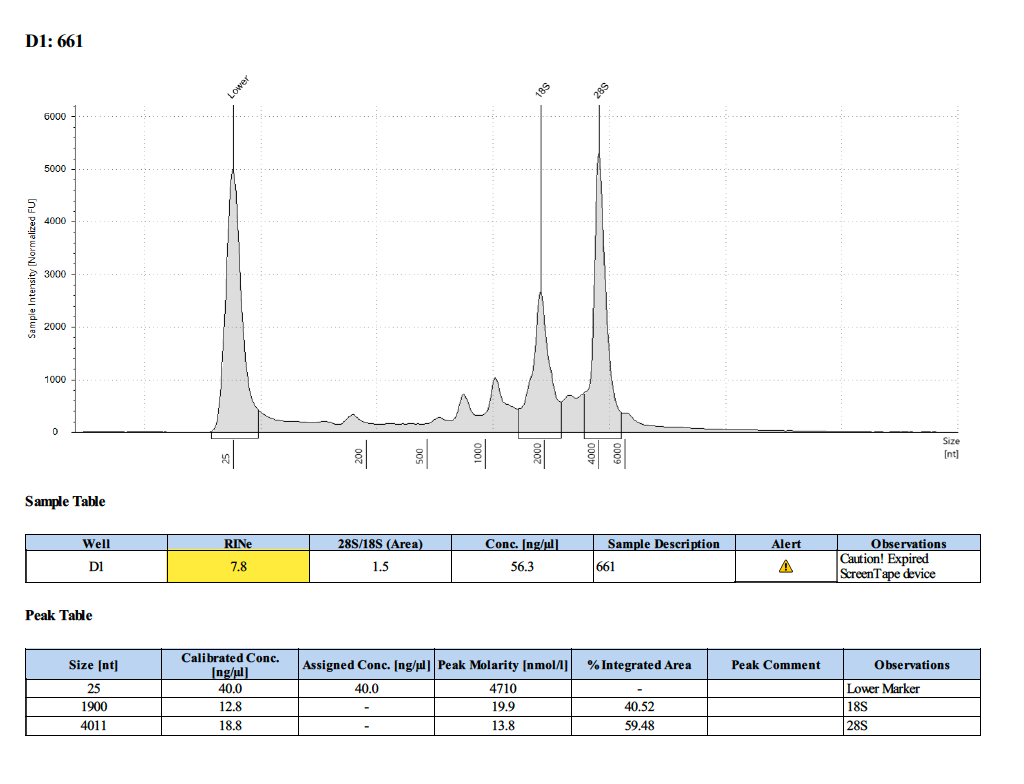 D1: 661
Lower
18S
28S
6000
5000
4000
3000
2000
1000
0
Sample Intensity [Normalized FU]
25
200
500
1000
2000
4000
6000
Size
[nt]
Sample Table
Well RINe 28S/18S (Area) Conc. [ng/µl] Sample Description Alert Observations
D1 7.8 1.5 56.3 661 Caution! Expired
ScreenTape device
Peak Table
Size [nt] Calibrated Conc. [ng/µl] Assigned Conc. [ng/µl] Peak Molarity [nmol/l] % Integrated Area Peak Comment Observations
25 40.0 40.0 4710 - Lower Marker
1900 12.8 - 19.9 40.52 18S
4011 18.8 - 13.8 59.48 28S